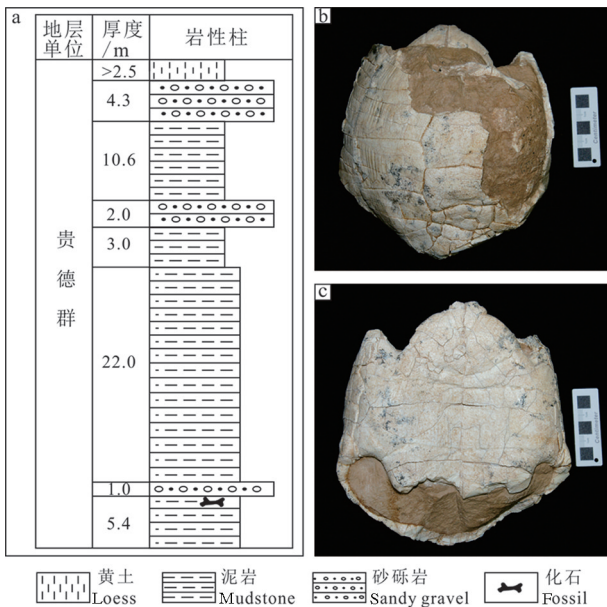 a
地层
单位
厚度
/m
岩性柱
>2.5
4.3
10.6
2.0
3.0
22.0
1.0
5.4
贵德群
b
c
黄土
Loess
泥岩
Mudstone
砂砾岩
Sandy gravel
化石
Fossil